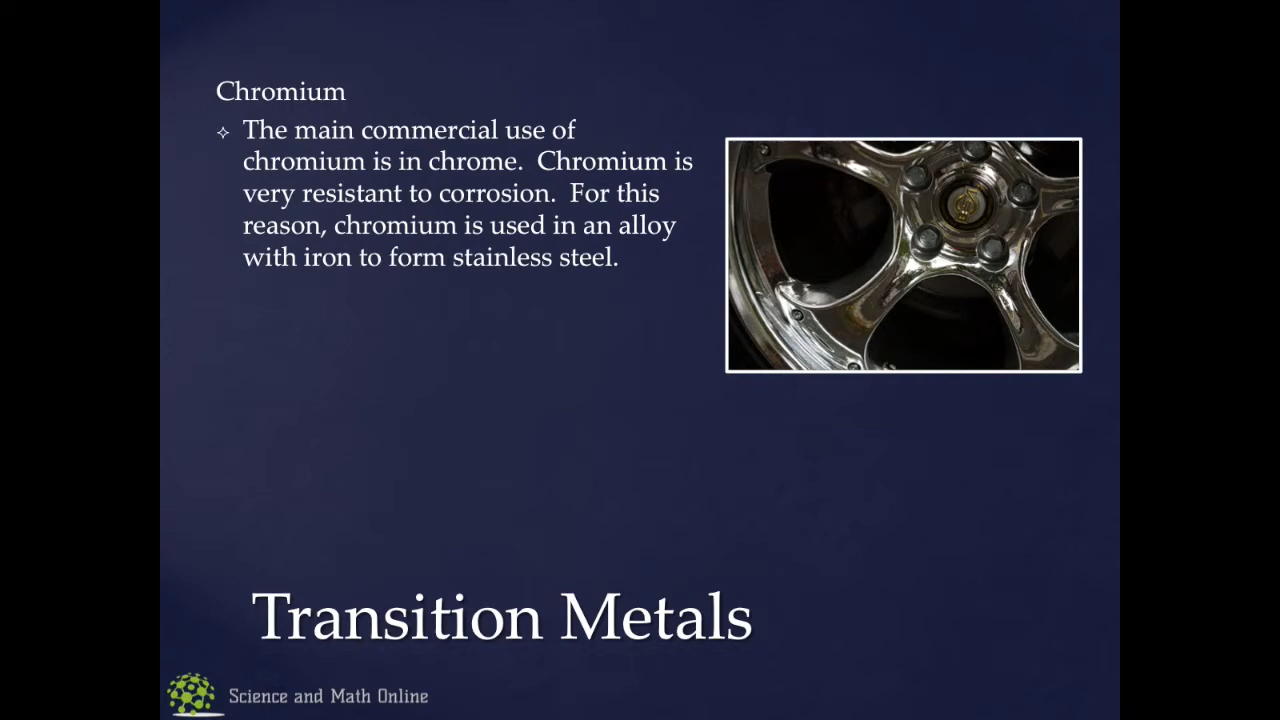 Chromium
The main commercial use of
chromium is in chrome.  Chromium is
very resistant to corrosion.  For this
reason, chromium is used in an alloy
with iron to form stainless steel.
Transition Metals
Science and Math Online